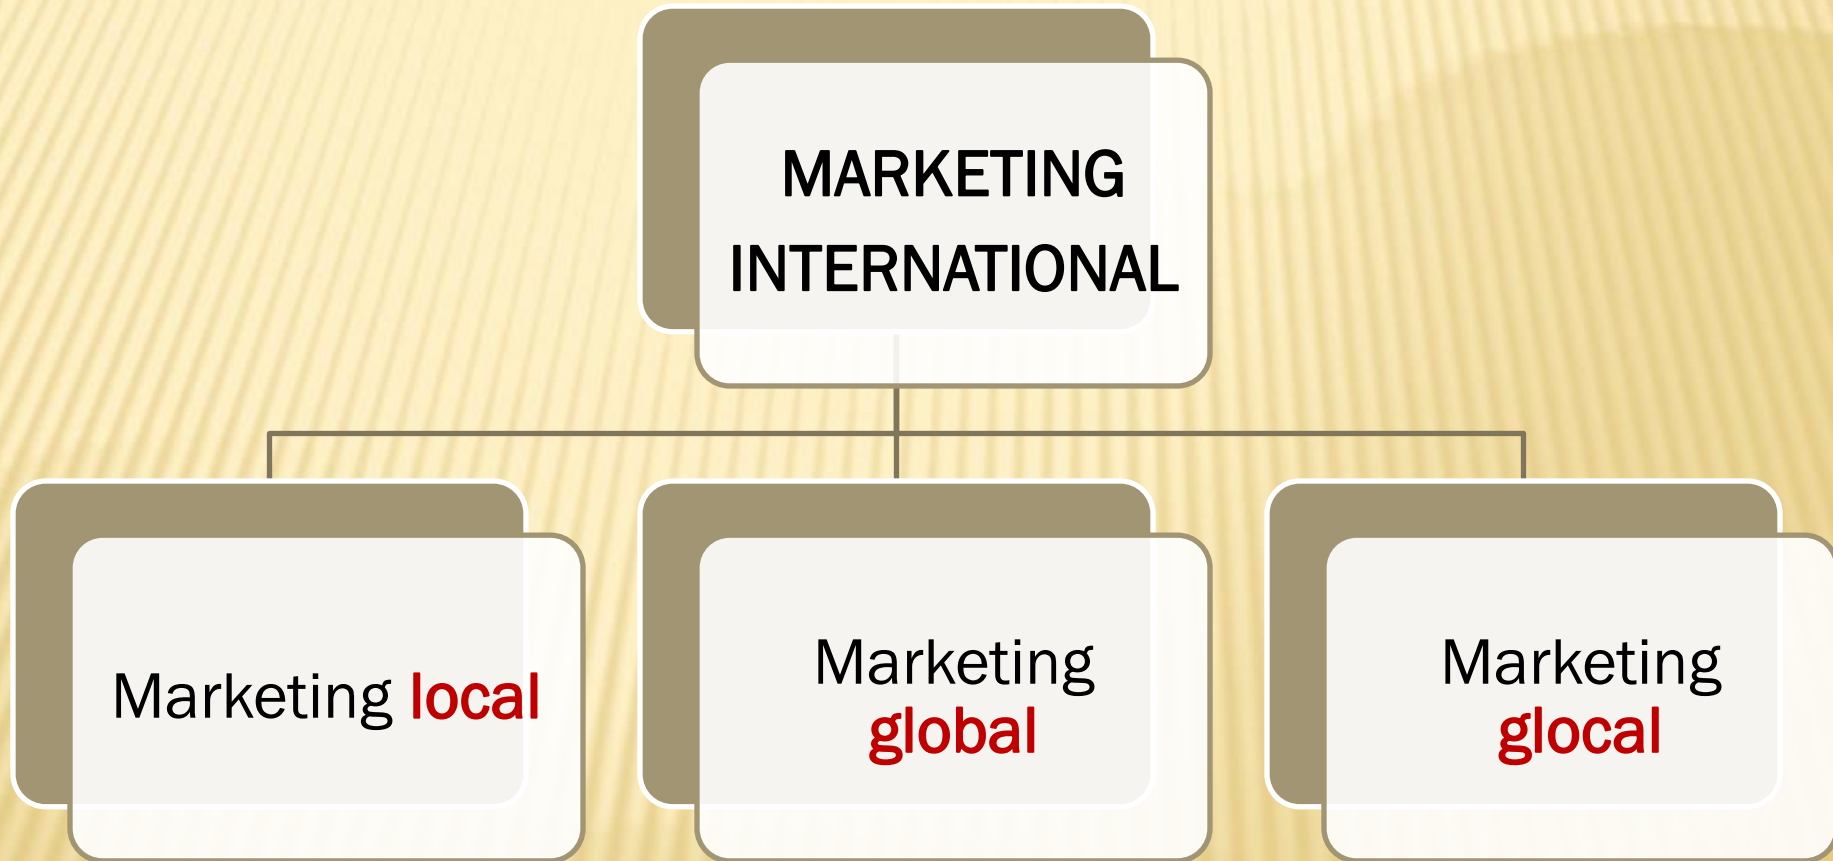 MARKETING
INTERNATIONAL
Marketing local
Marketing
global
Marketing
glocal